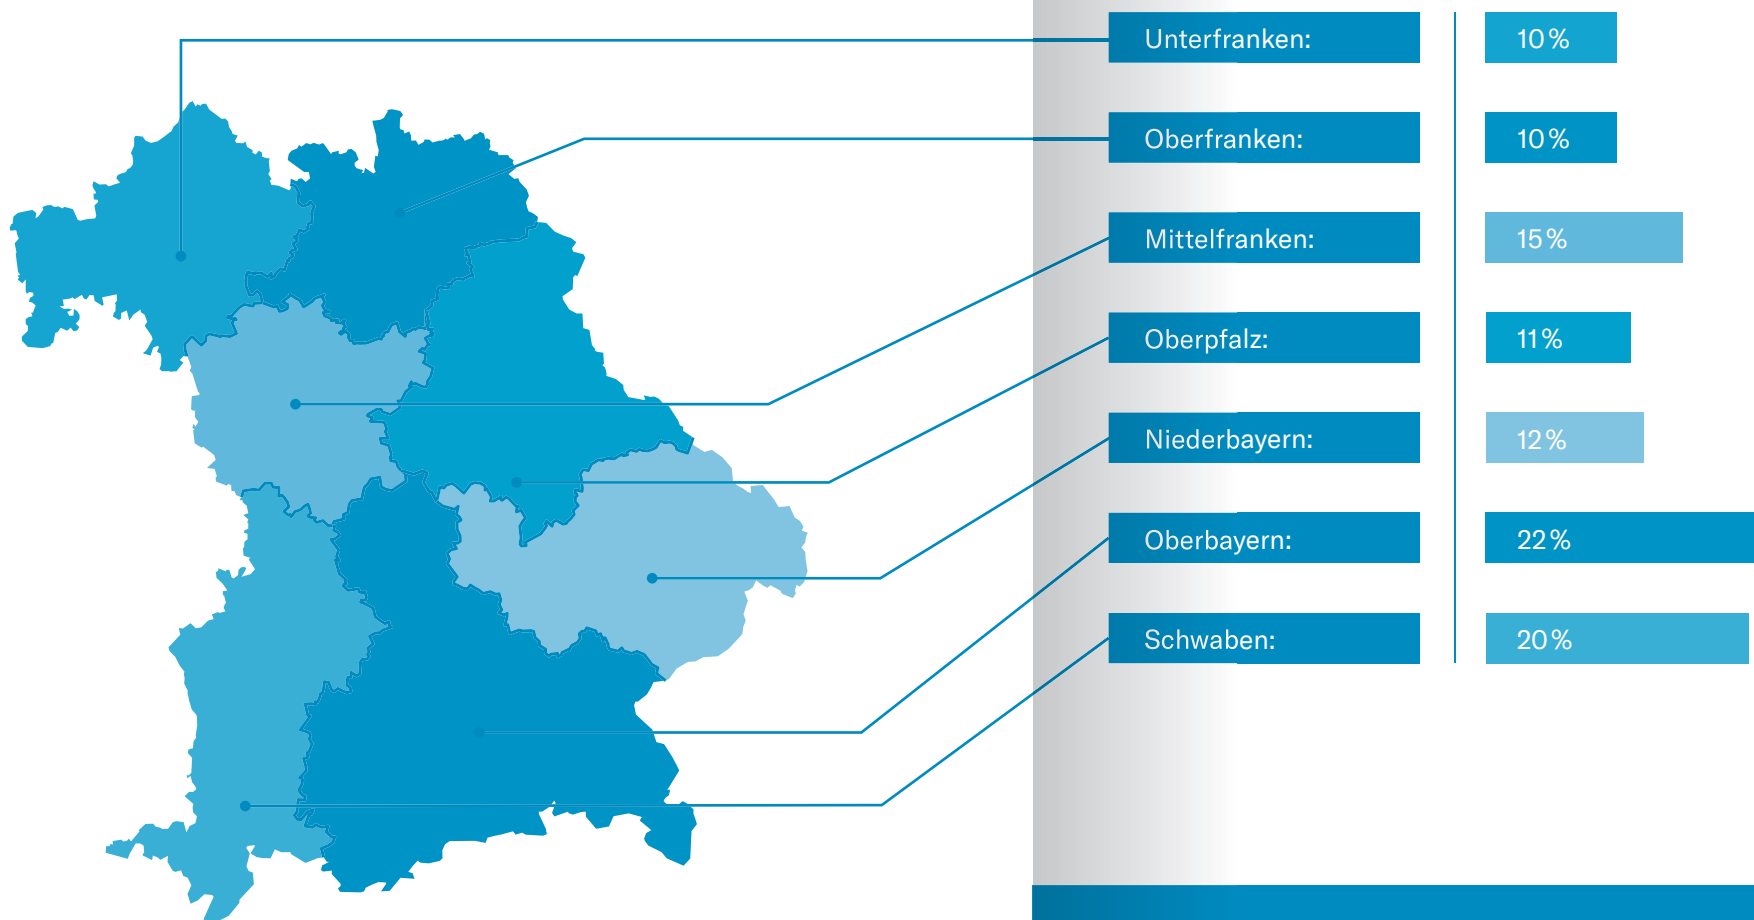 Unterfranken: 10 %
Oberfranken: 10 %
Mittelfranken: 15 %
Oberpfalz: 11 %
Niederbayern: 12 %
Oberbayern: 22 %
Schwaben: 20 %